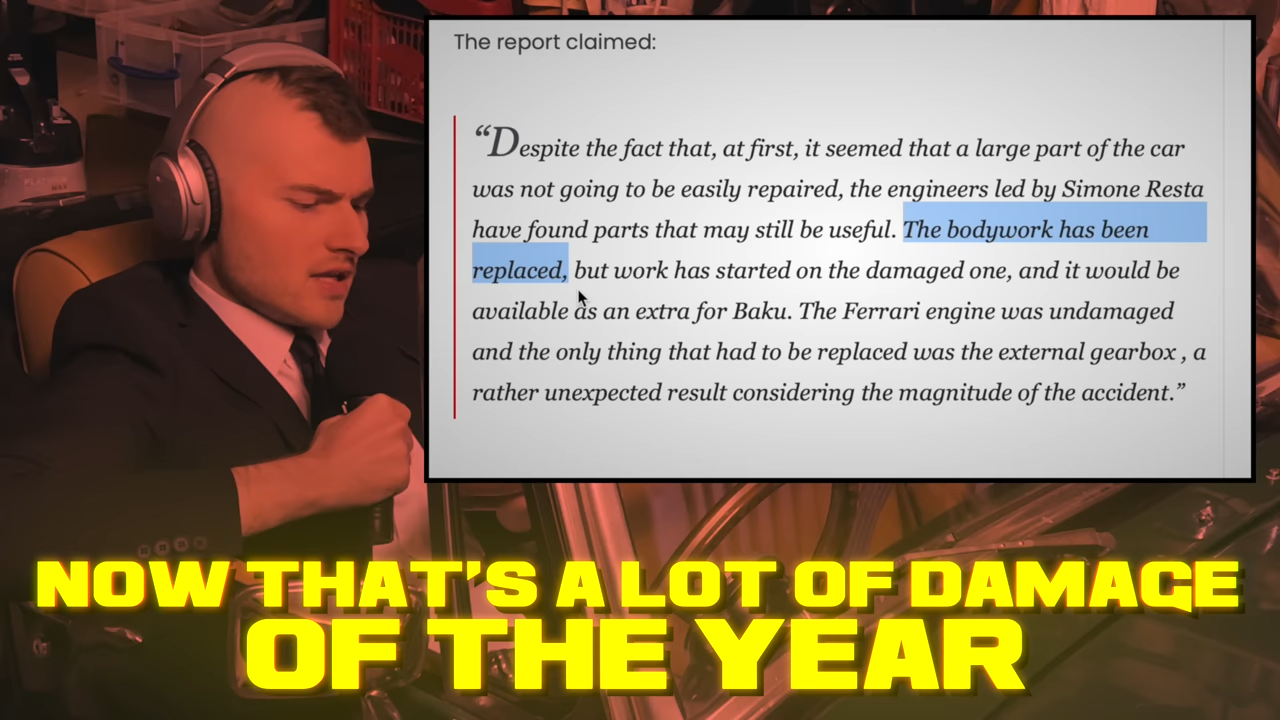 The report claimed:
“Despite the fact that, at first, it seemed that a large part of the car
was not going to be easily repaired, the engineers led by Simone Resta
have found parts that may still be useful. The bodywork has been
replaced, but work has started on the damaged one, and it would be
available as an extra for Baku. The Ferrari engine was undamaged
and the only thing that had to be replaced was the external gearbox , a
rather unexpected result considering the magnitude of the accident.”
NOW THAT'S A LOT OF DAMAGE
OF THE YEAR